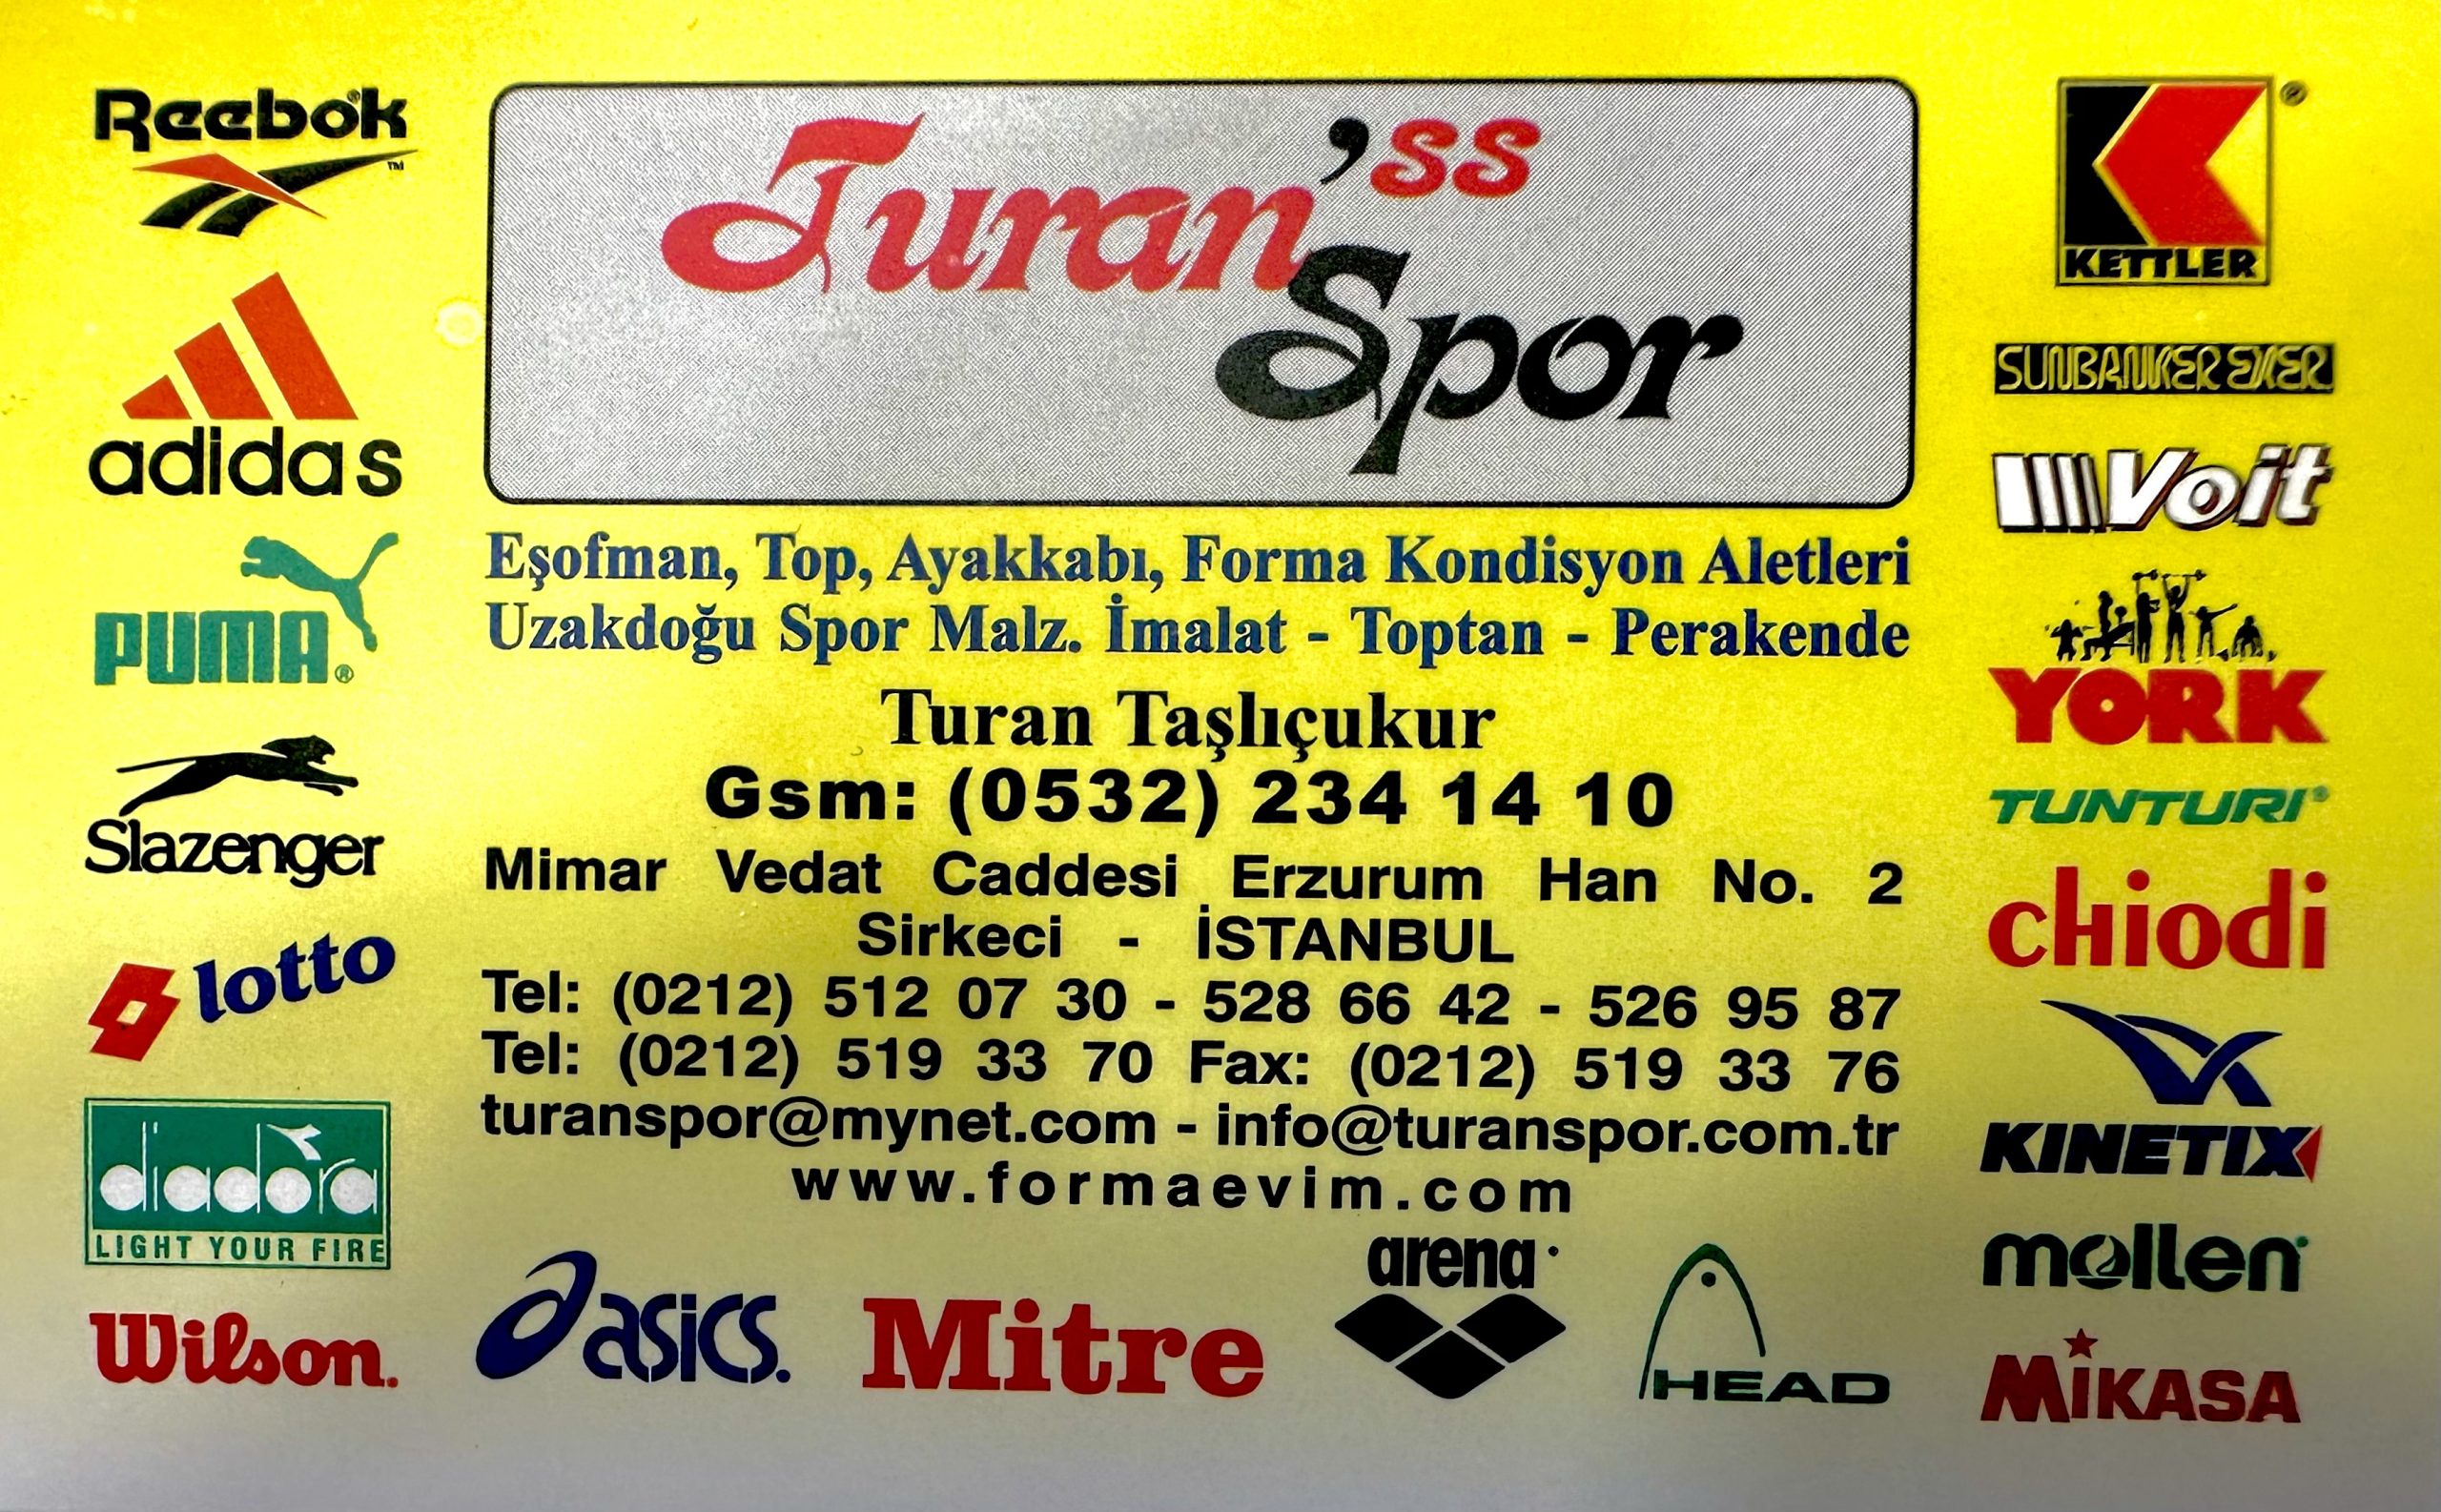 Reebok
adidas
PUMA
Slazenger
lotto
diadora
LIGHT YOUR FIRE
Wilson.
Turan'ss
Spor
Eşofman, Top, Ayakkabı, Forma Kondisyon Aletleri
Uzakdoğu Spor Malz. İmalat - Toptan - Perakende
Turan Taşlıçukur
Gsm: (0532) 234 14 10
Mimar Vedat Caddesi Erzurum Han No. 2
Sirkeci - İSTANBUL
Tel: (0212) 512 07 30 - 528 66 42 - 526 95 87
Tel: (0212) 519 33 70 Fax: (0212) 519 33 76
turanspor@mynet.com - info@turanspor.com.tr
www.formaevim.com
asics.
Mitre
arena
HEAD
KETTLER
SUNBANKER EXER
Voit
YORK
TUNTURI
chiodi
KINETIX
mollen
MiKASA